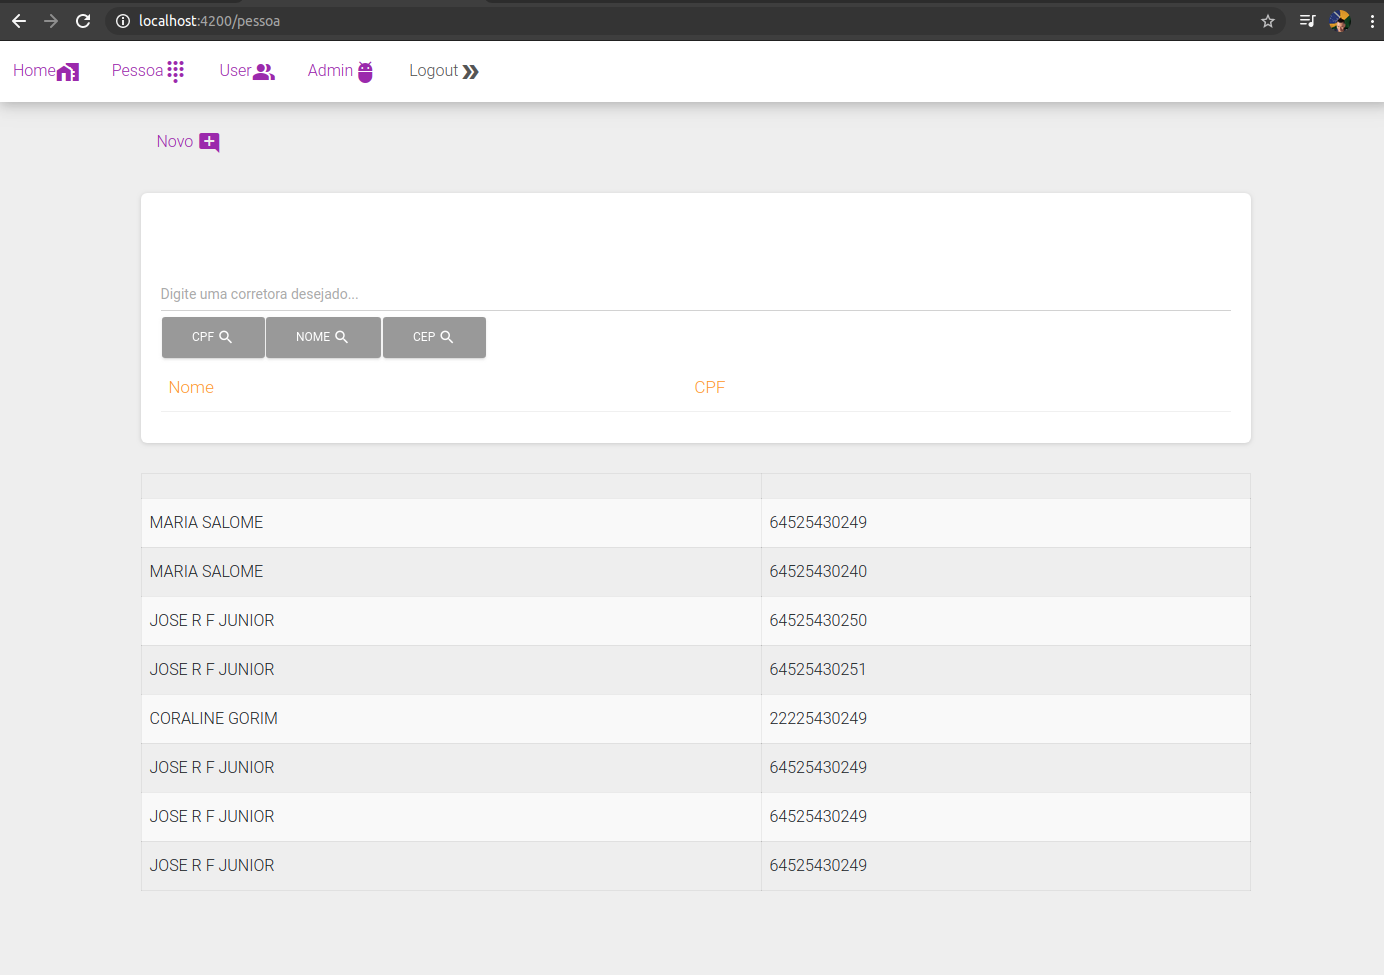 localhost:4200/pessoa
Home Pessoa User Admin Logout
Novo
Digite uma corretora desejado...
CPF NOME CEP
Nome CPF
MARIA SALOME 64525430249
MARIA SALOME 64525430240
JOSE R F JUNIOR 64525430250
JOSE R F JUNIOR 64525430251
CORALINE GORIM 22225430249
JOSE R F JUNIOR 64525430249
JOSE R F JUNIOR 64525430249
JOSE R F JUNIOR 64525430249